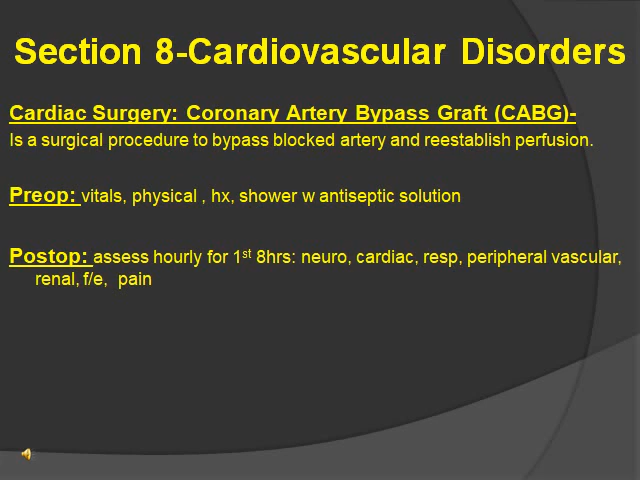 Section 8-Cardiovascular Disorders
Cardiac Surgery: Coronary Artery Bypass Graft (CABG)-
Is a surgical procedure to bypass blocked artery and reestablish perfusion.
Preop: vitals, physical , hx, shower w antiseptic solution
Postop: assess hourly for 1st 8hrs: neuro, cardiac, resp, peripheral vascular,
renal, f/e,  pain